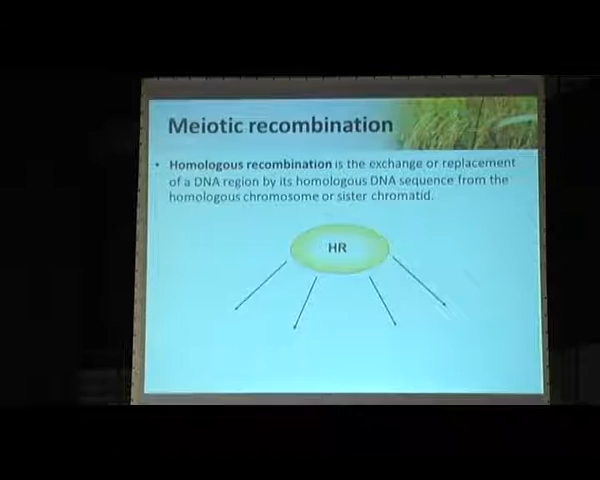 Meiotic recombination
• Homologous recombination is the exchange or replacement
of a DNA region by its homologous DNA sequence from the
homologous chromosome or sister chromatid.
HR